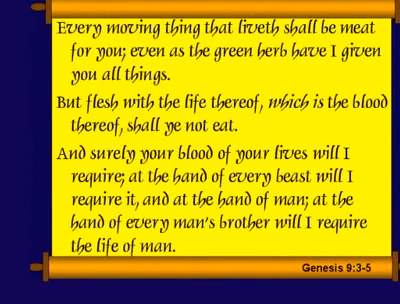 Every moving thing that liveth shall be meat
for you; even as the green herb have I given
you all things.
But flesh with the life thereof, which is the blood
thereof, shall ye not eat.
And surely your blood of your lives will I
require; at the hand of every beast will I
require it, and at the hand of man; at the
hand of every man's brother will I require
the life of man.
Genesis 9:3-5